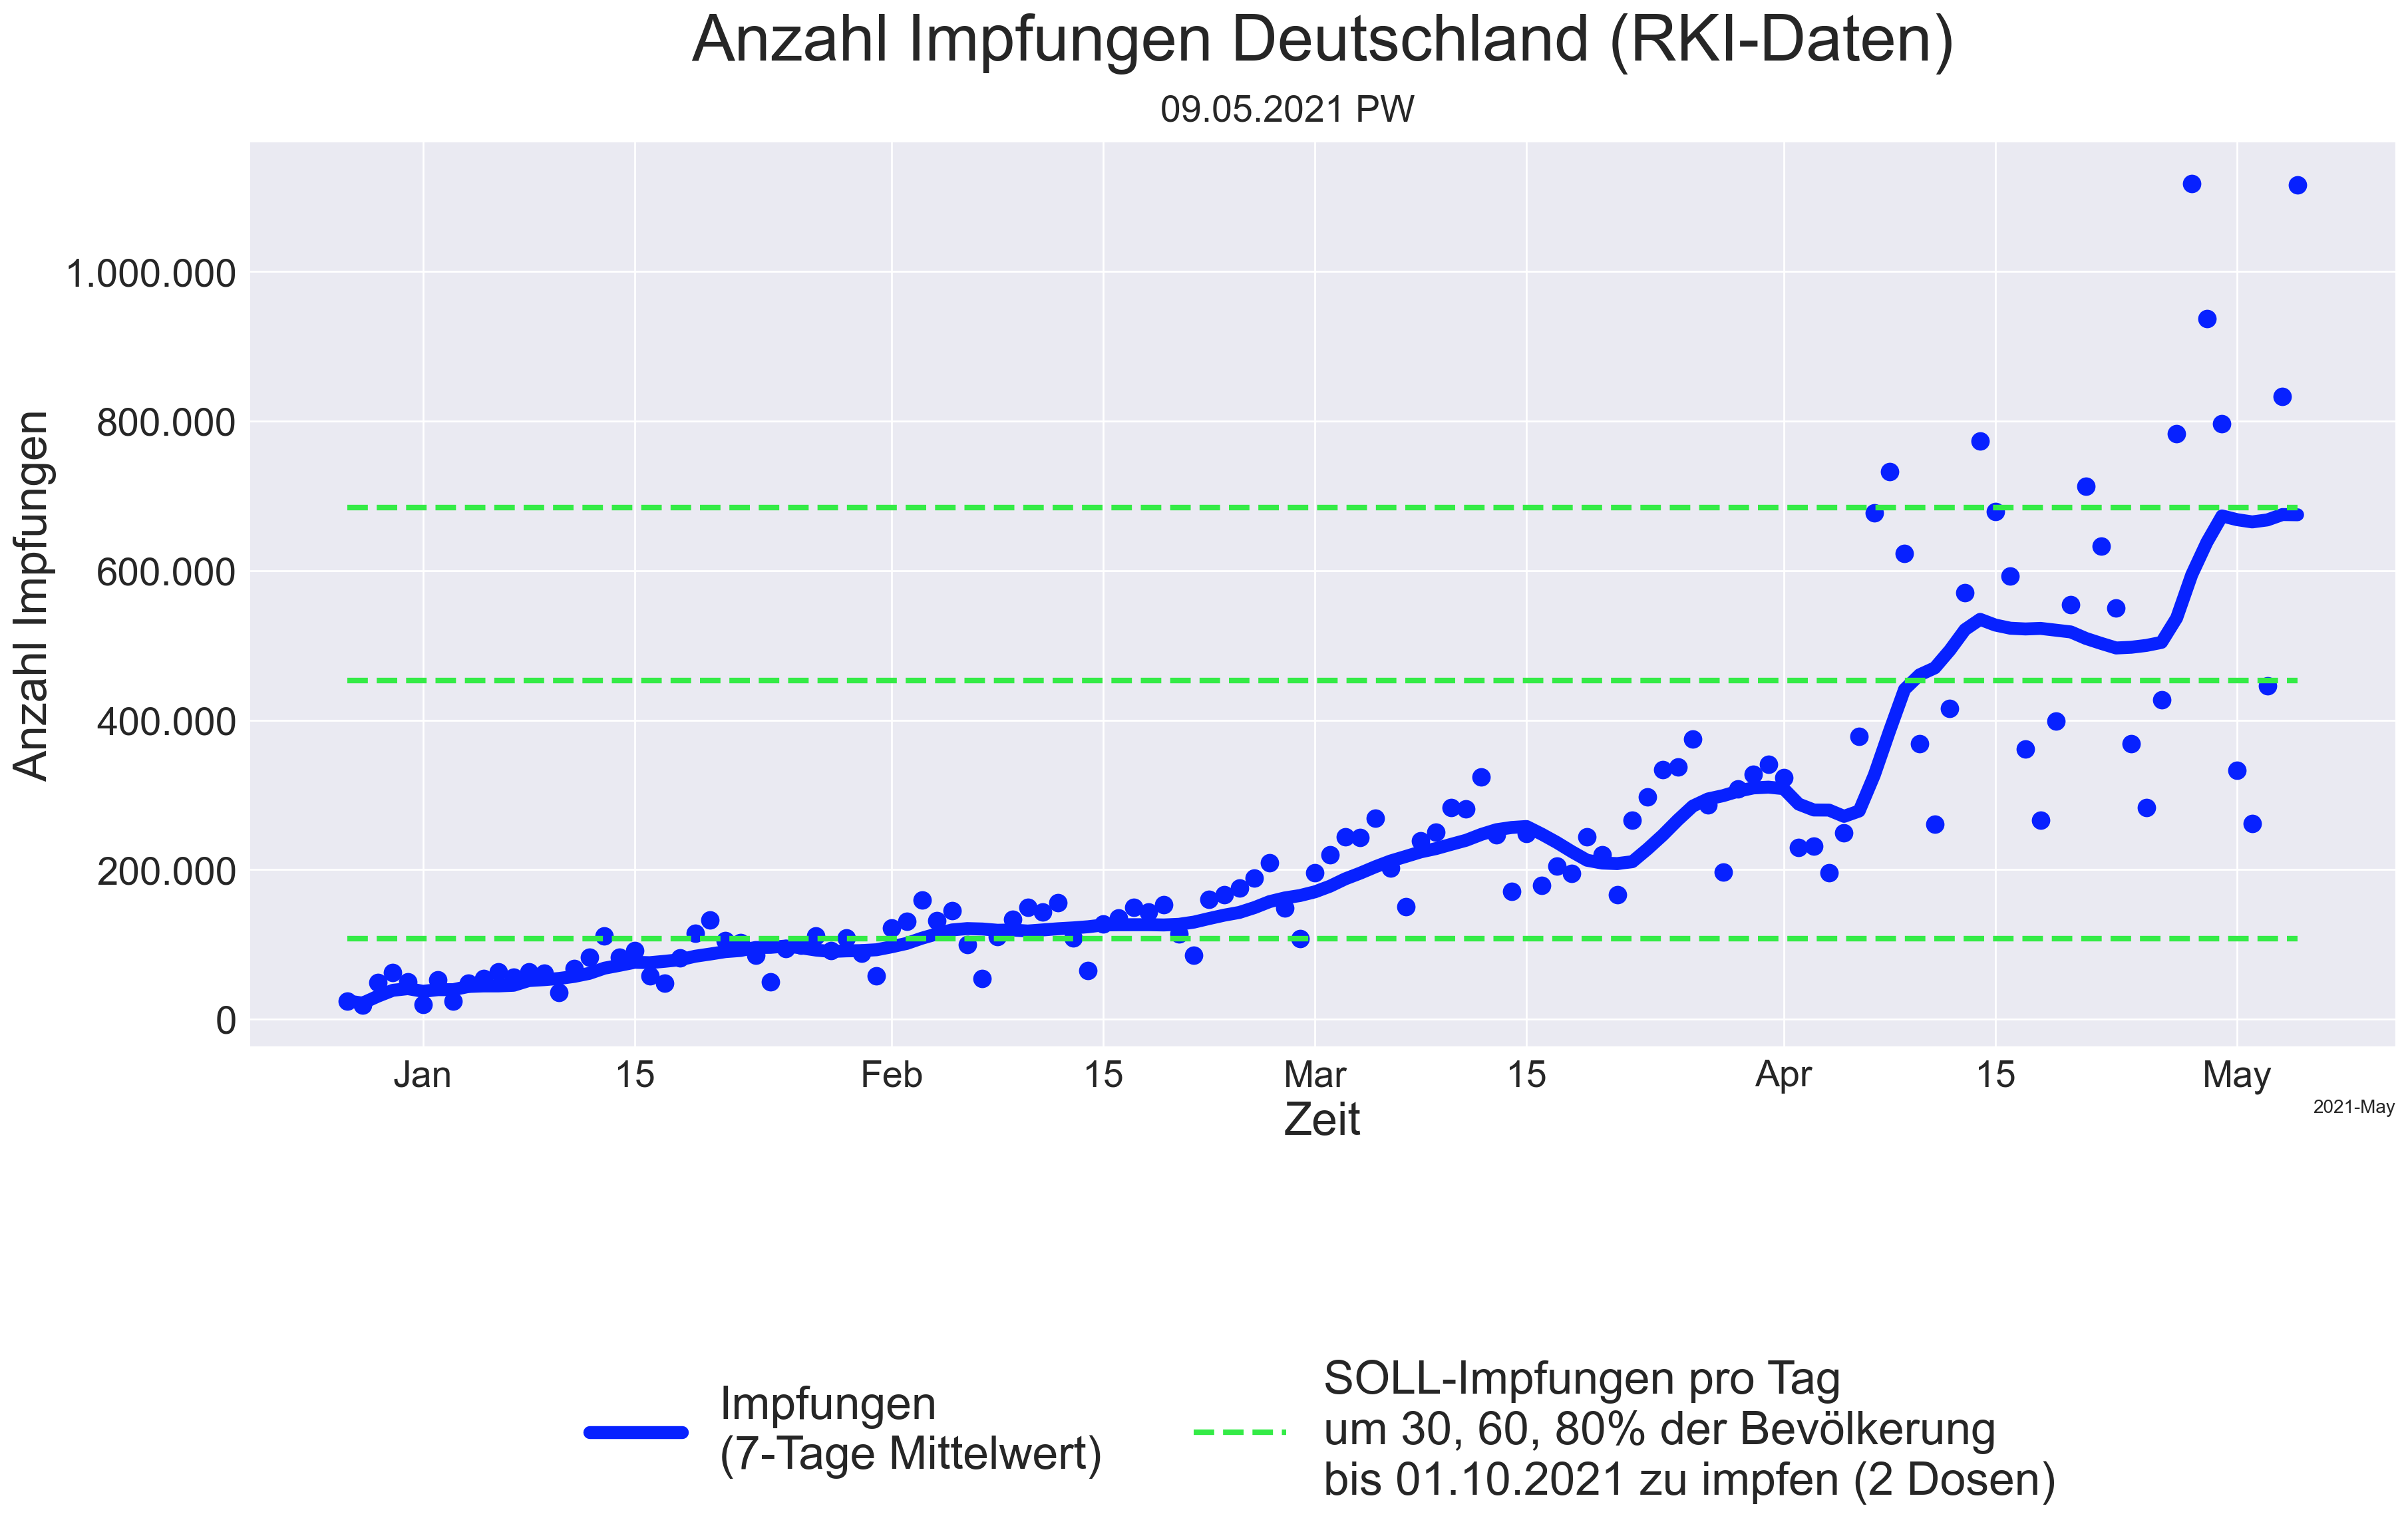 Anzahl Impfungen Deutschland (RKI-Daten)
09.05.2021 PW
Anzahl Impfungen
1.000.000
800.000
600.000
400.000
200.000
0
Jan 15 Feb 15 Mar 15 Apr 15 May
Zeit
2021-May
Impfungen
(7-Tage Mittelwert)
SOLL-Impfungen pro Tag
um 30, 60, 80% der Bevölkerung
bis 01.10.2021 zu impfen (2 Dosen)